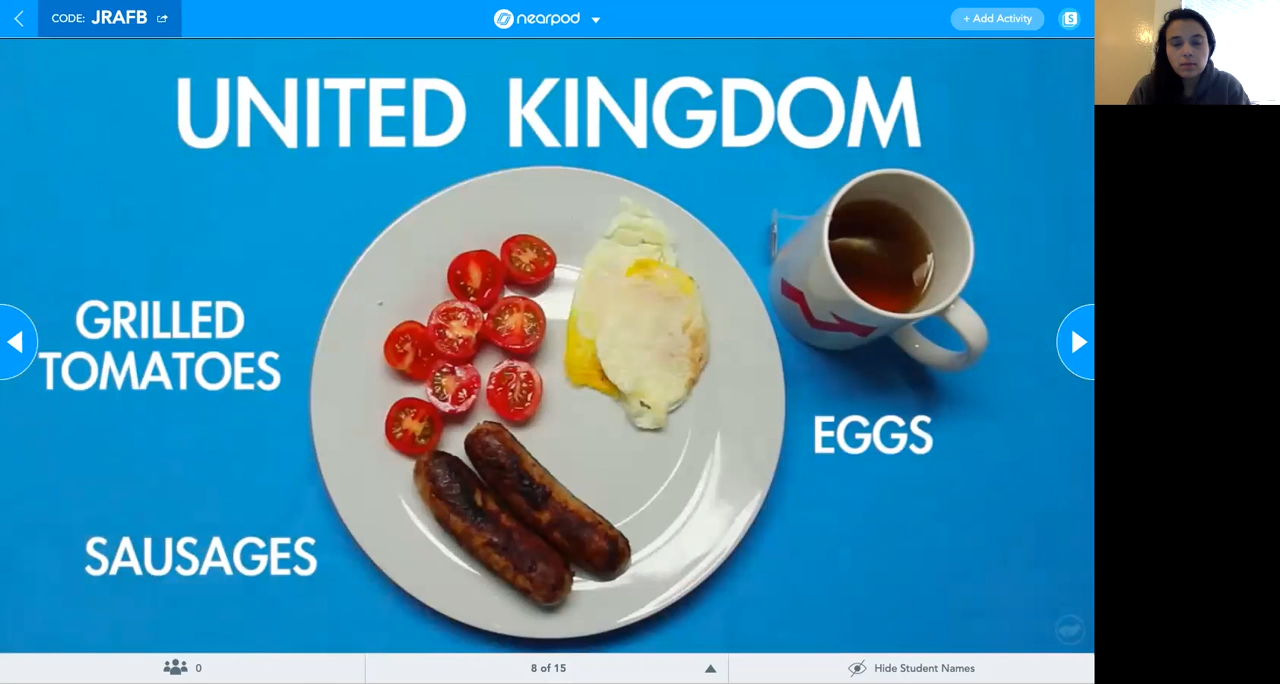 CODE: JRAFB
nearpod
+ Add Activity
S
UNITED KINGDOM
GRILLED
TOMATOES
EGGS
SAUSAGES
0
8 of 15
Hide Student Names